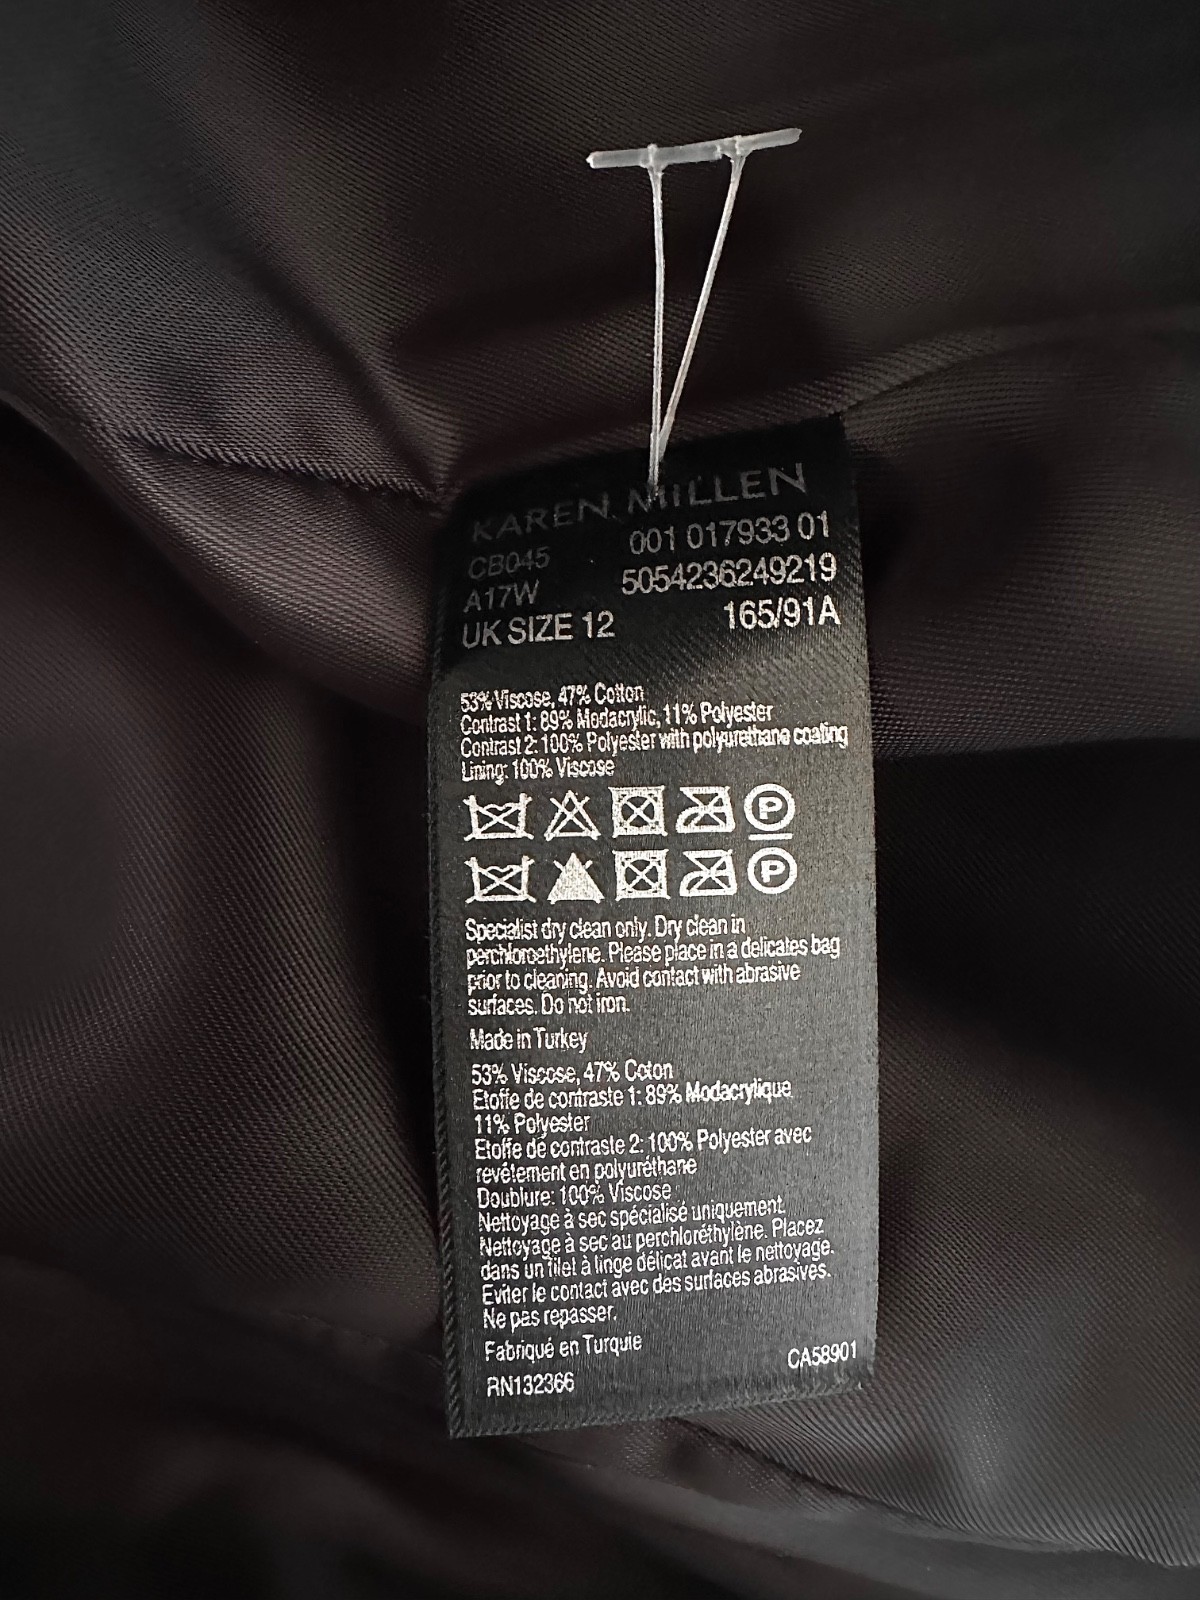 KAREN MILLEN
CB045 001 017933 01
A17W 5054236249219
UK SIZE 12 165/91A
53% Viscose, 47% Cotton
Contrast 1: 89% Modacrylic, 11% Polyester
Contrast 2: 100% Polyester with polyurethane coating
Lining: 100% Viscose
P
P
Specialist dry clean only. Dry clean in
perchloroethylene. Please place in a delicates bag
prior to cleaning. Avoid contact with abrasive
surfaces. Do not iron.
Made in Turkey
53% Viscose, 47% Coton
Etoffe de contraste 1: 89% Modacrylique
11% Polyester
Etoffe de contraste 2: 100% Polyester avec
revêtement en polyuréthane
Doublure: 100% Viscose
Nettoyage à sec spécialisé uniquement.
Nettoyage à sec au perchloréthylène. Placez
dans un filet à linge délicat avant le nettoyage.
Eviter le contact avec des surfaces abrasives.
Ne pas repasser.
Fabriqué en Turquie
RN132366 CA58901